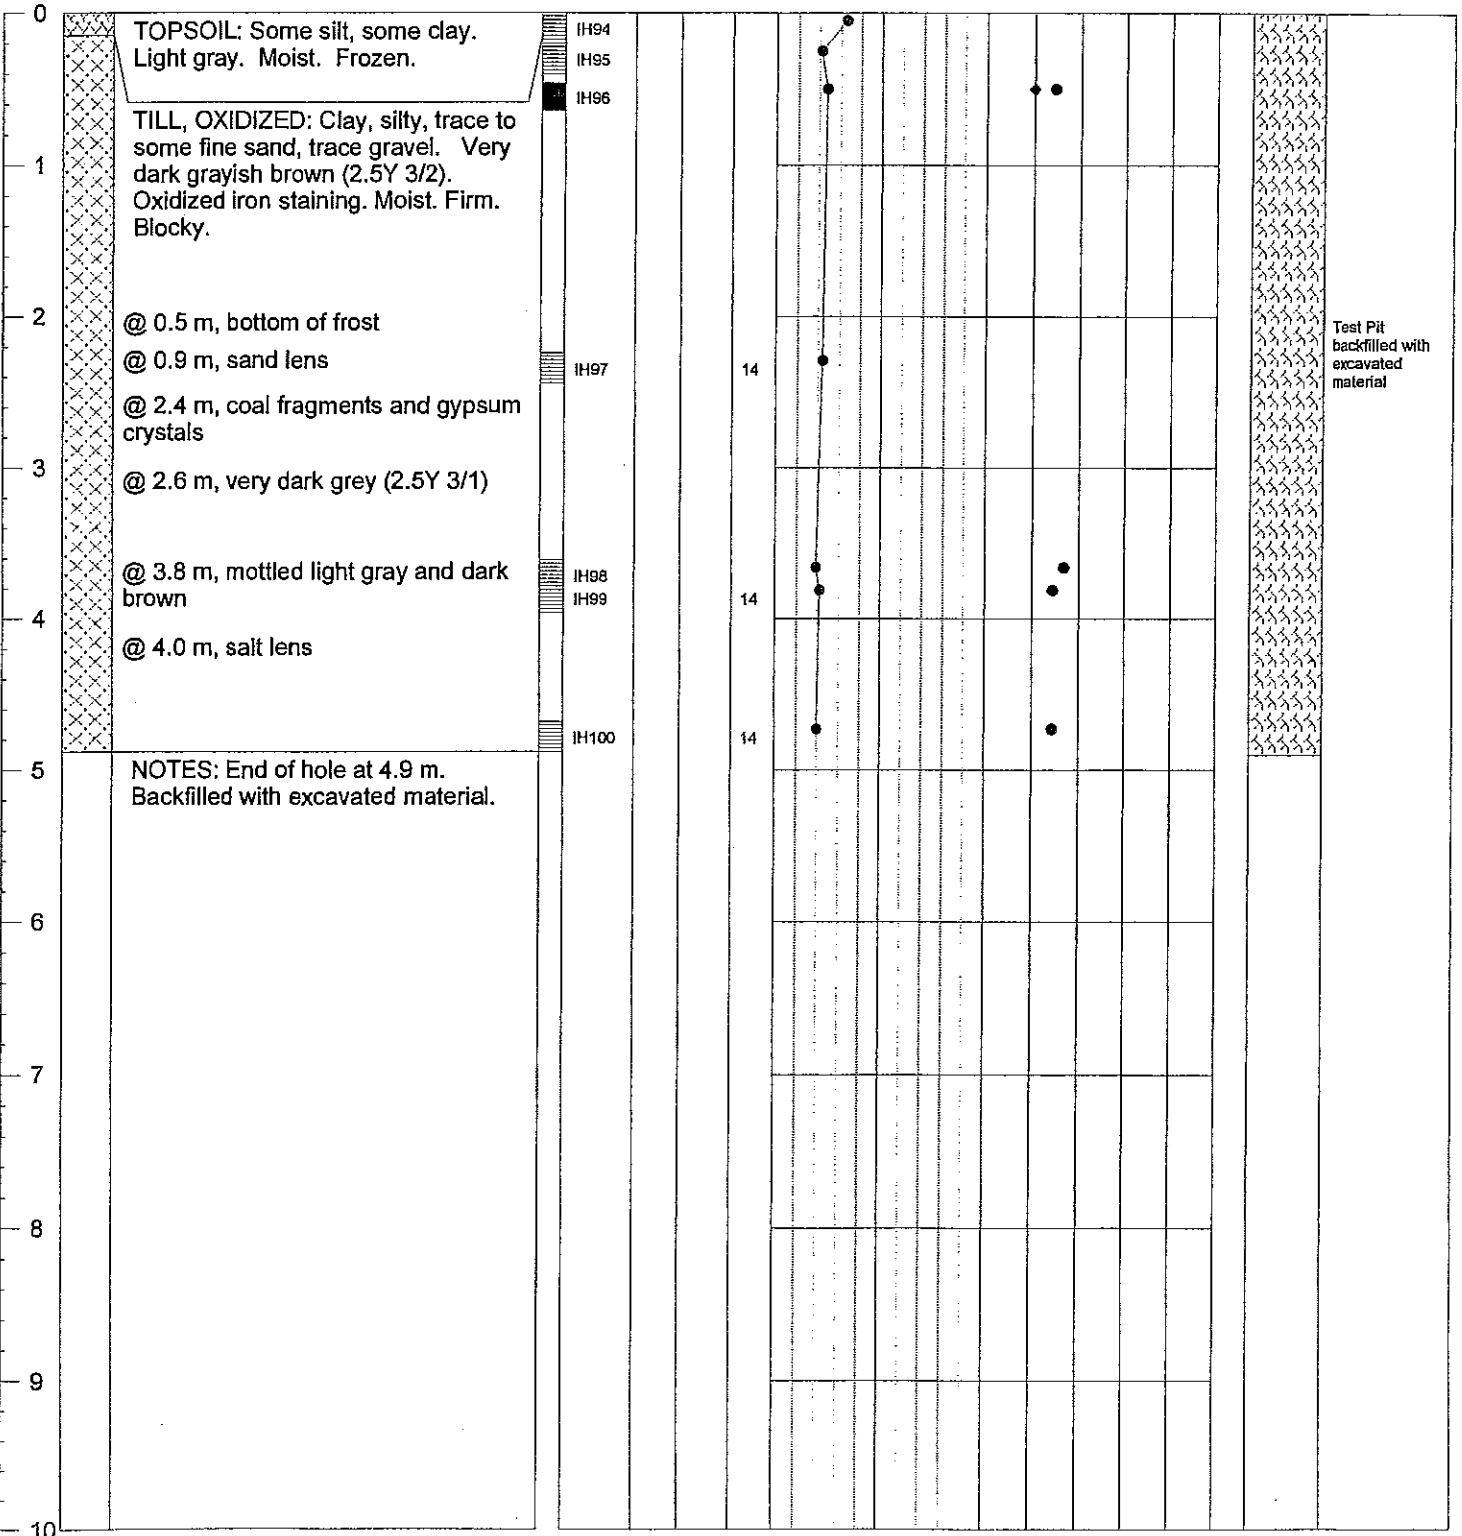 0
TOPSOIL: Some silt, some clay.
Light gray. Moist. Frozen.
IH94
IH95
IH96
TILL, OXIDIZED: Clay, silty, trace to
some fine sand, trace gravel. Very
dark grayish brown (2.5Y 3/2).
Oxidized iron staining. Moist. Firm.
Blocky.
1
2
@ 0.5 m, bottom of frost
@ 0.9 m, sand lens
IH97
14
Test Pit
backfilled with
excavated
material
@ 2.4 m, coal fragments and gypsum
crystals
3
@ 2.6 m, very dark grey (2.5Y 3/1)
@ 3.8 m, mottled light gray and dark
brown
IH98
IH99
14
4
@ 4.0 m, salt lens
IH100
14
5
NOTES: End of hole at 4.9 m.
Backfilled with excavated material.
6
7
8
9
10